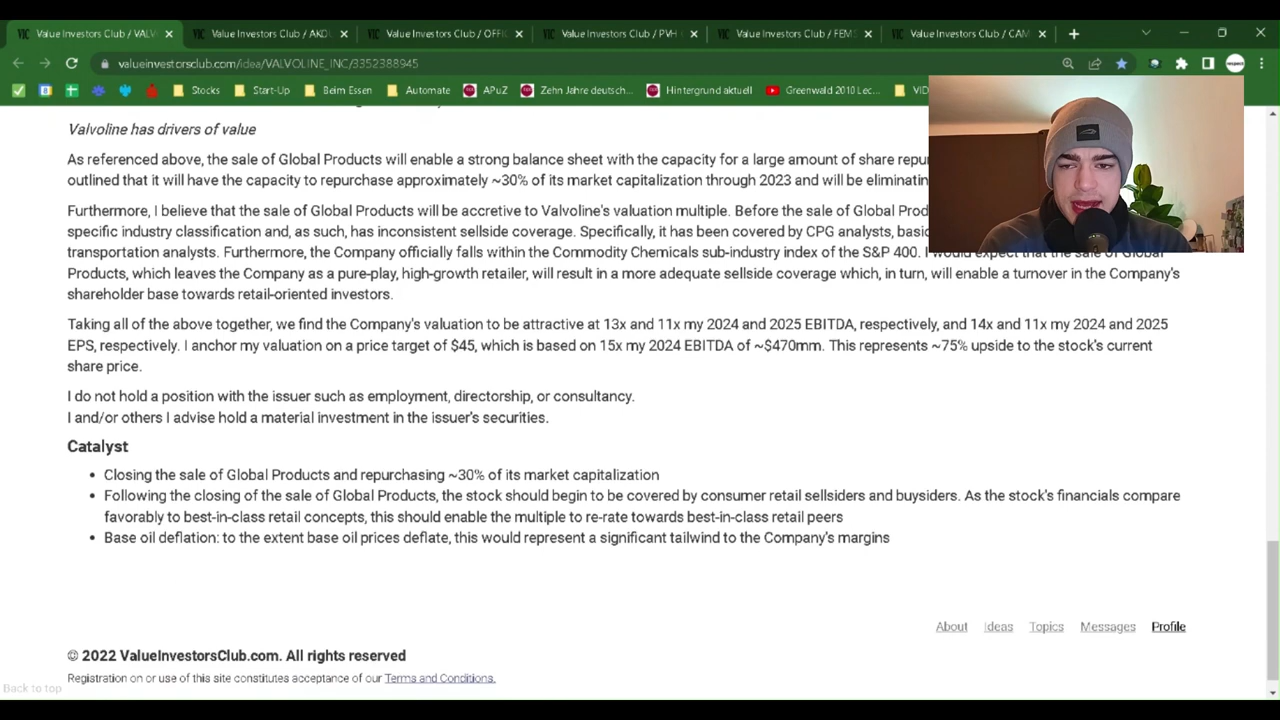 Value Investors Club / VALV
Value Investors Club / AKO
Value Investors Club / OFFI
Value Investors Club / PVH
Value Investors Club / FEMS
Value Investors Club / CAM
valueinvestorsclub.com/idea/VALVOLINE_INC/3352388945
Stocks Start-Up Beim Essen Automate APuZ Zehn Jahre deutsch... Hintergrund aktuell Greenwald 2010 Lec... VID
Valvoline has drivers of value
As referenced above, the sale of Global Products will enable a strong balance sheet with the capacity for a large amount of share repu
outlined that it will have the capacity to repurchase approximately ~30% of its market capitalization through 2023 and will be eliminatin
Furthermore, I believe that the sale of Global Products will be accretive to Valvoline's valuation multiple. Before the sale of Global Prod
specific industry classification and, as such, has inconsistent sellside coverage. Specifically, it has been covered by CPG analysts, basic
transportation analysts. Furthermore, the Company officially falls within the Commodity Chemicals sub-industry index of the S&P 400. I would expect that the sale of Global
Products, which leaves the Company as a pure-play, high-growth retailer, will result in a more adequate sellside coverage which, in turn, will enable a turnover in the Company's
shareholder base towards retail-oriented investors.
Taking all of the above together, we find the Company's valuation to be attractive at 13x and 11x my 2024 and 2025 EBITDA, respectively, and 14x and 11x my 2024 and 2025
EPS, respectively. I anchor my valuation on a price target of $45, which is based on 15x my 2024 EBITDA of ~$470mm. This represents ~75% upside to the stock's current
share price.
I do not hold a position with the issuer such as employment, directorship, or consultancy.
I and/or others I advise hold a material investment in the issuer's securities.
Catalyst
• Closing the sale of Global Products and repurchasing ~30% of its market capitalization
• Following the closing of the sale of Global Products, the stock should begin to be covered by consumer retail sellsiders and buysiders. As the stock's financials compare
favorably to best-in-class retail concepts, this should enable the multiple to re-rate towards best-in-class retail peers
• Base oil deflation: to the extent base oil prices deflate, this would represent a significant tailwind to the Company's margins
About Ideas Topics Messages Profile
© 2022 ValueInvestorsClub.com. All rights reserved
Registration on or use of this site constitutes acceptance of our Terms and Conditions.
Back to top